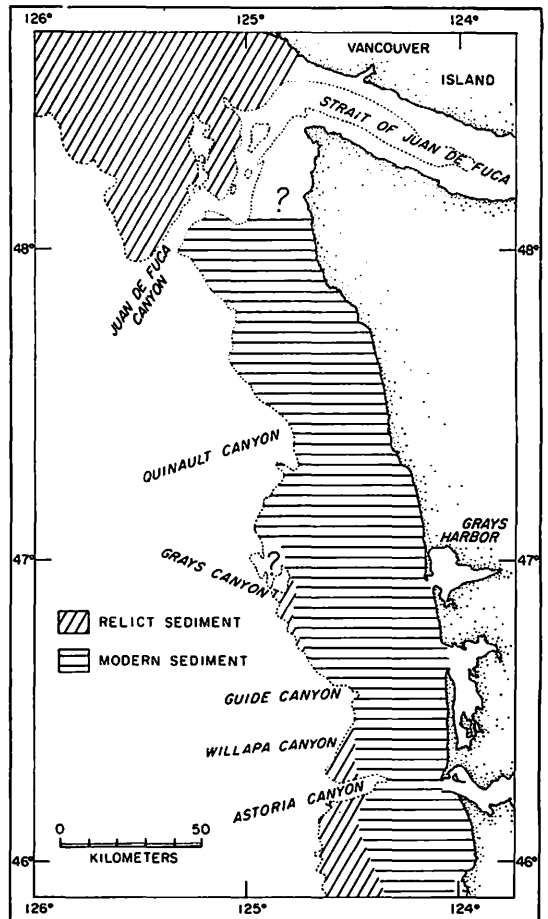 126°
125°
124°
VANCOUVER
ISLAND
STRAIT OF JUAN DE FUCA
?
48°
48°
JUAN DE FUCA
CANYON
QUINAULT CANYON
GRAYS
HARBOR
47°
?
47°
GRAYS CANYON
RELICT SEDIMENT
MODERN SEDIMENT
GUIDE CANYON
WILLAPA CANYON
ASTORIA CANYON
0
50
KILOMETERS
46°
46°
126°
125°
124°